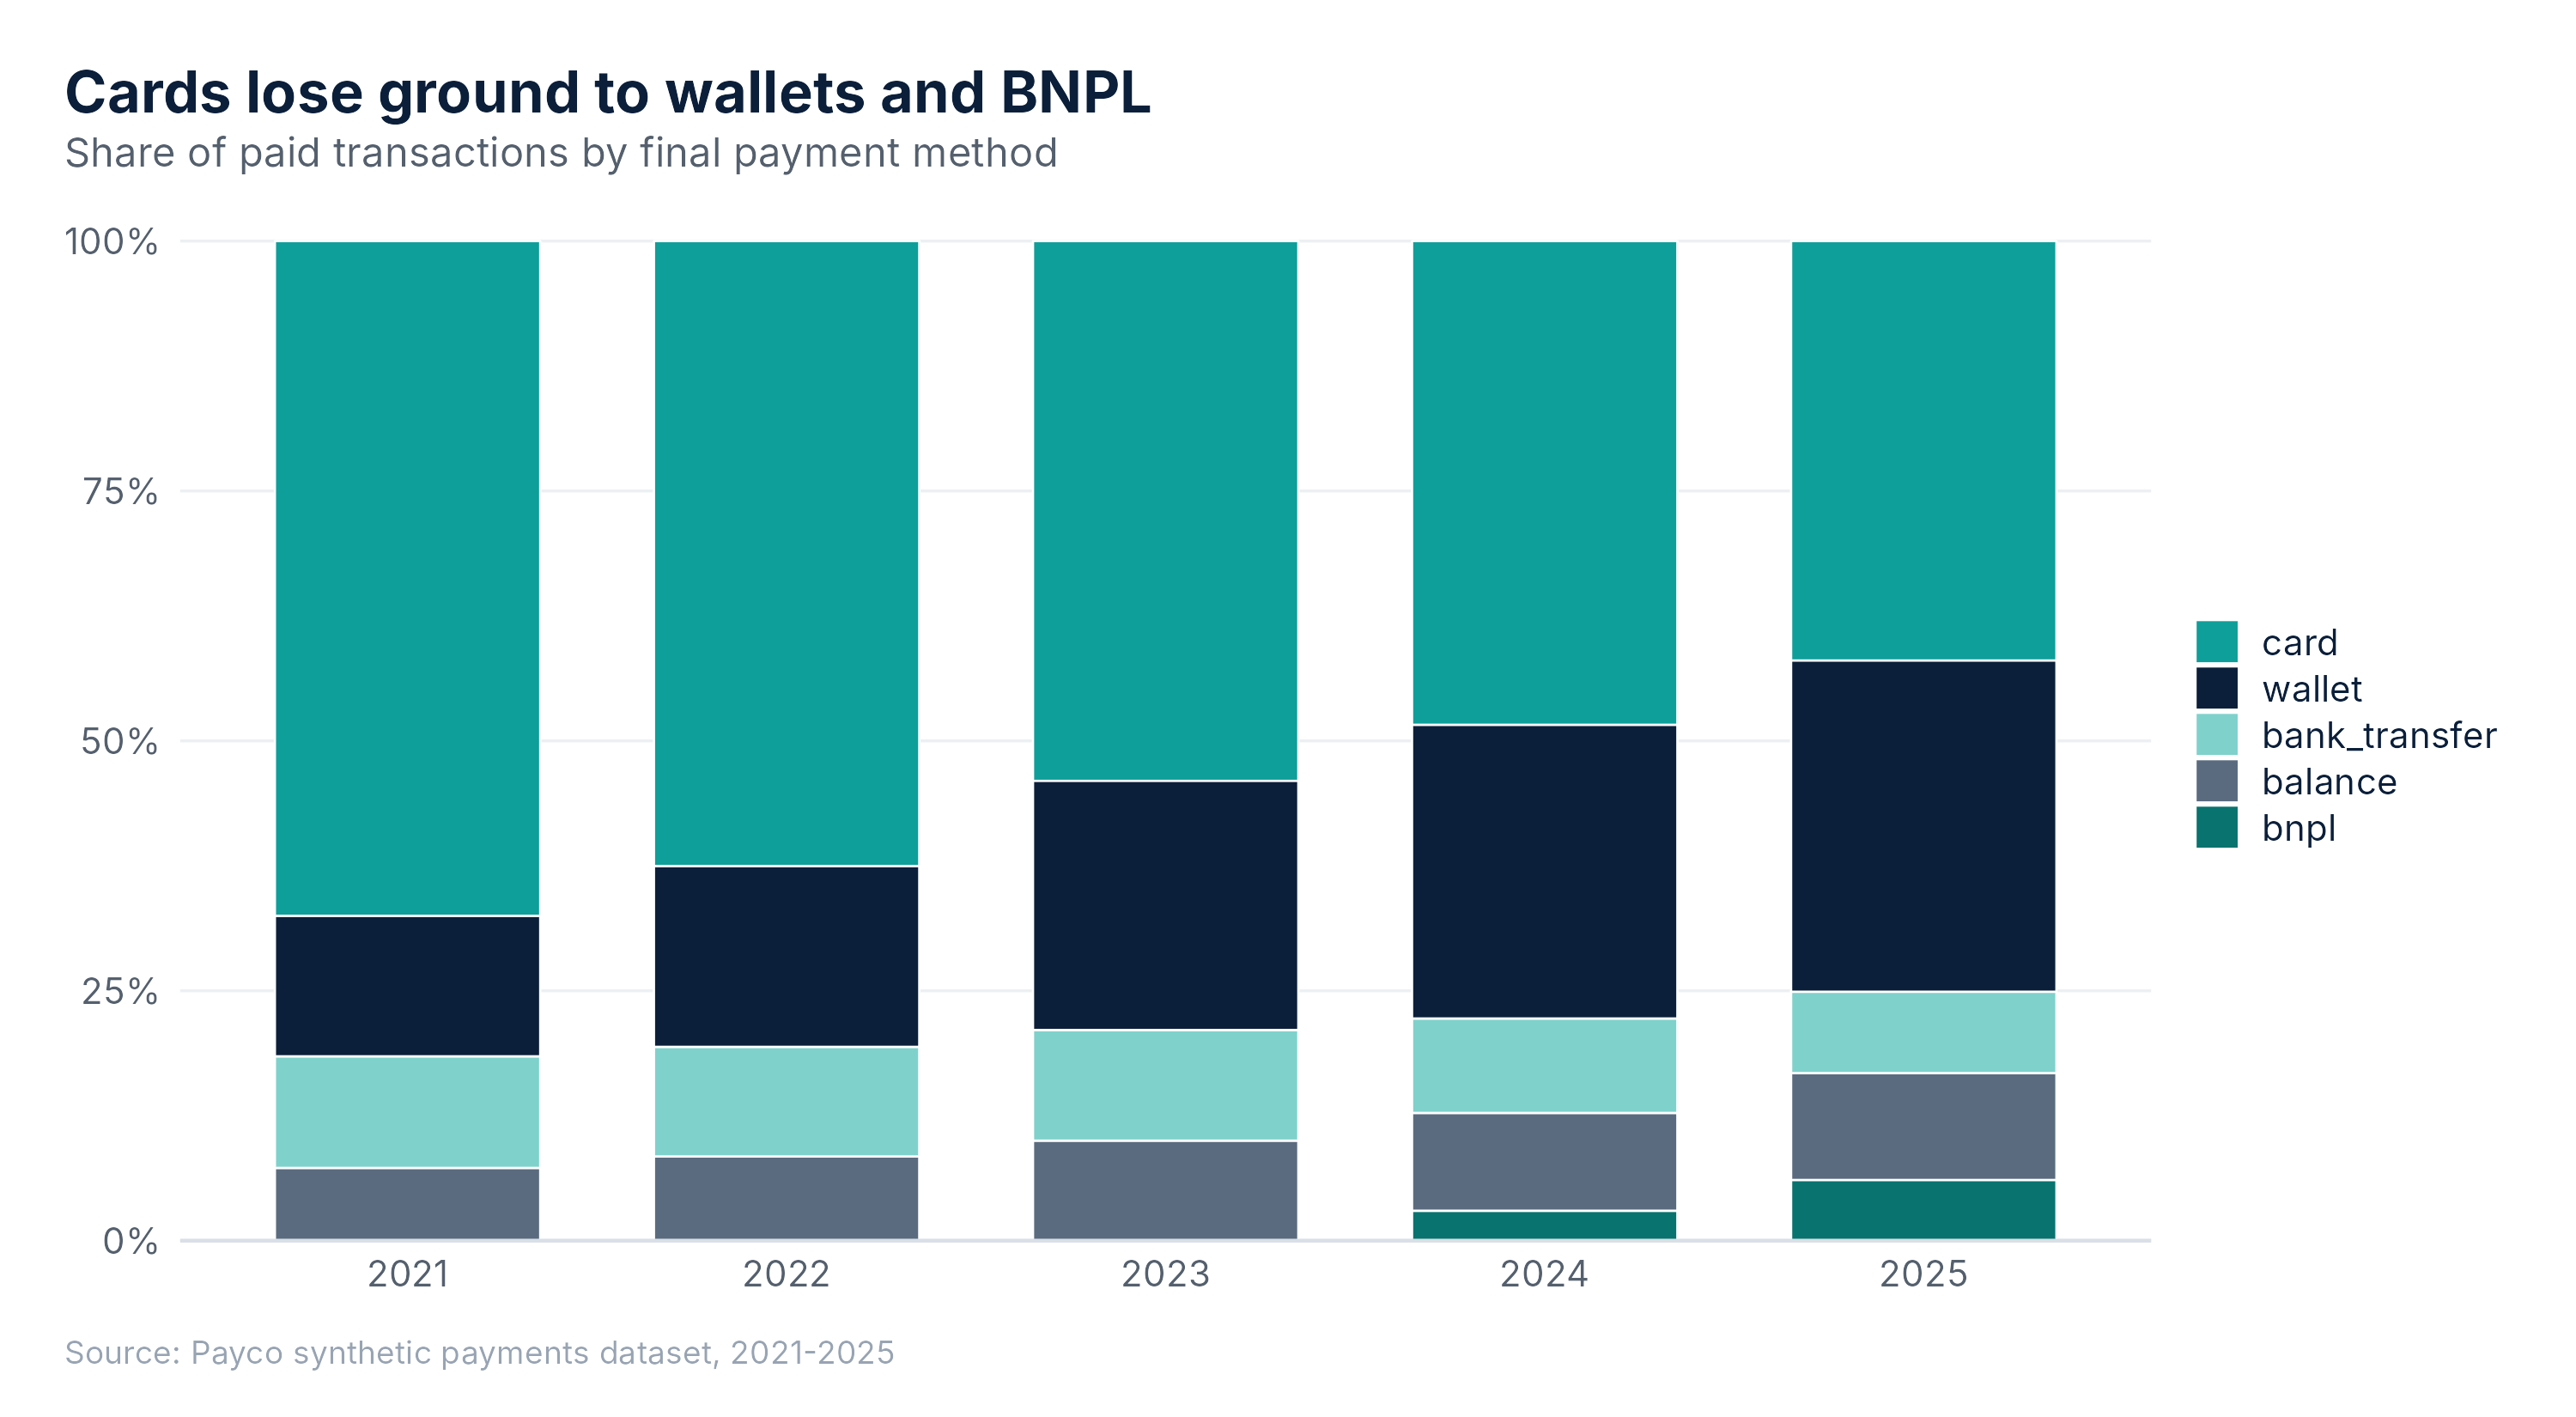 Cards lose ground to wallets and BNPL
Share of paid transactions by final payment method
100%
75%
50%
25%
0%
2021
2022
2023
2024
2025
card
wallet
bank_transfer
balance
bnpl
Source: Payco synthetic payments dataset, 2021-2025